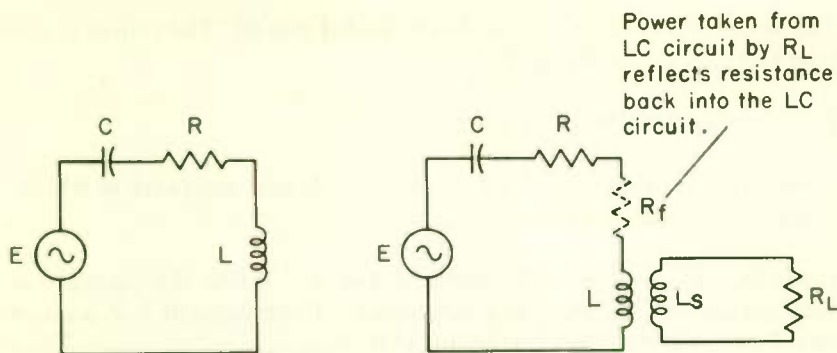 Power taken from
LC circuit by RL
reflects resistance
back into the LC
circuit.
C R
E
L
C R
Rf
E
L
LS
RL